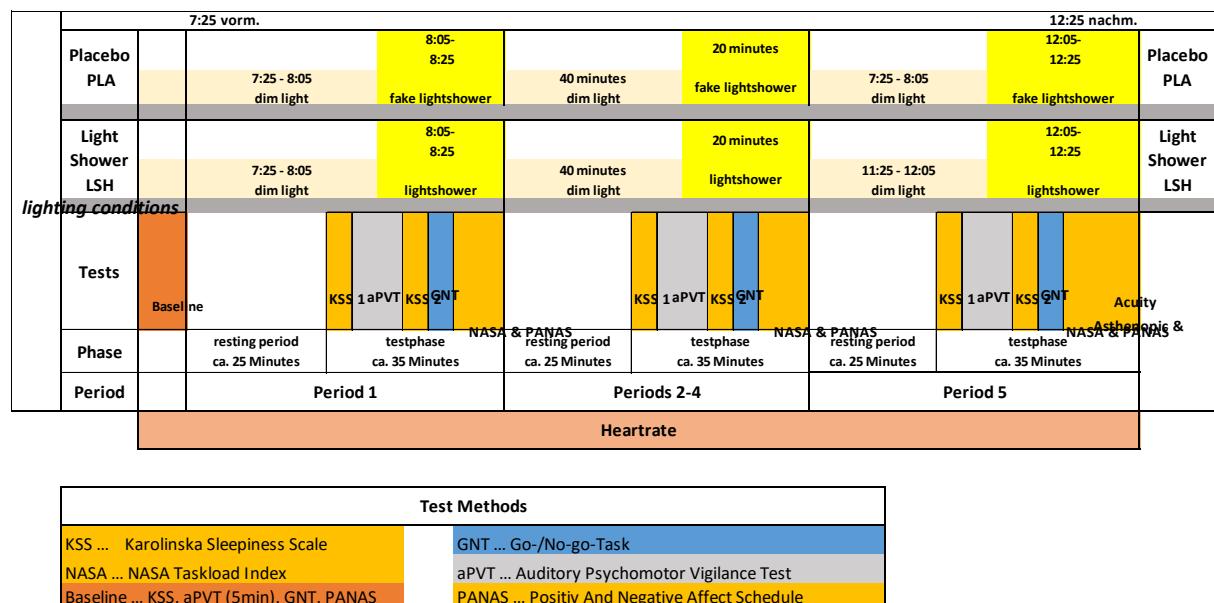 7:25 vorm. 12:25 nachm.
Placebo PLA
7:25 - 8:05
dim light
8:05-
8:25
fake lightshower
40 minutes
dim light
20 minutes
fake lightshower
7:25 - 8:05
dim light
12:05-
12:25
fake lightshower
Placebo PLA
Light Shower LSH
7:25 - 8:05
dim light
8:05-
8:25
lightshower
40 minutes
dim light
20 minutes
lightshower
11:25 - 12:05
dim light
12:05-
12:25
lightshower
Light Shower LSH
lighting conditions
Tests
Baseline
KSS 1 aPVT KSS 2 GNT
NASA & PANAS
KSS 1 aPVT KSS 2 GNT
NASA & PANAS
KSS 1 aPVT KSS 2 GNT
NASA & PANAS
Acuity
Asthenopic &
Phase
resting period
ca. 25 Minutes
testphase
ca. 35 Minutes
resting period
ca. 25 Minutes
testphase
ca. 35 Minutes
resting period
ca. 25 Minutes
testphase
ca. 35 Minutes
Period Period 1 Periods 2-4 Period 5
Heartrate
Test Methods
KSS ... Karolinska Sleepiness Scale
GNT ... Go-/No-go-Task
NASA ... NASA Taskload Index
aPVT ... Auditory Psychomotor Vigilance Test
Baseline ... KSS, aPVT (5min), GNT, PANAS
PANAS ... Positiv And Negative Affect Schedule